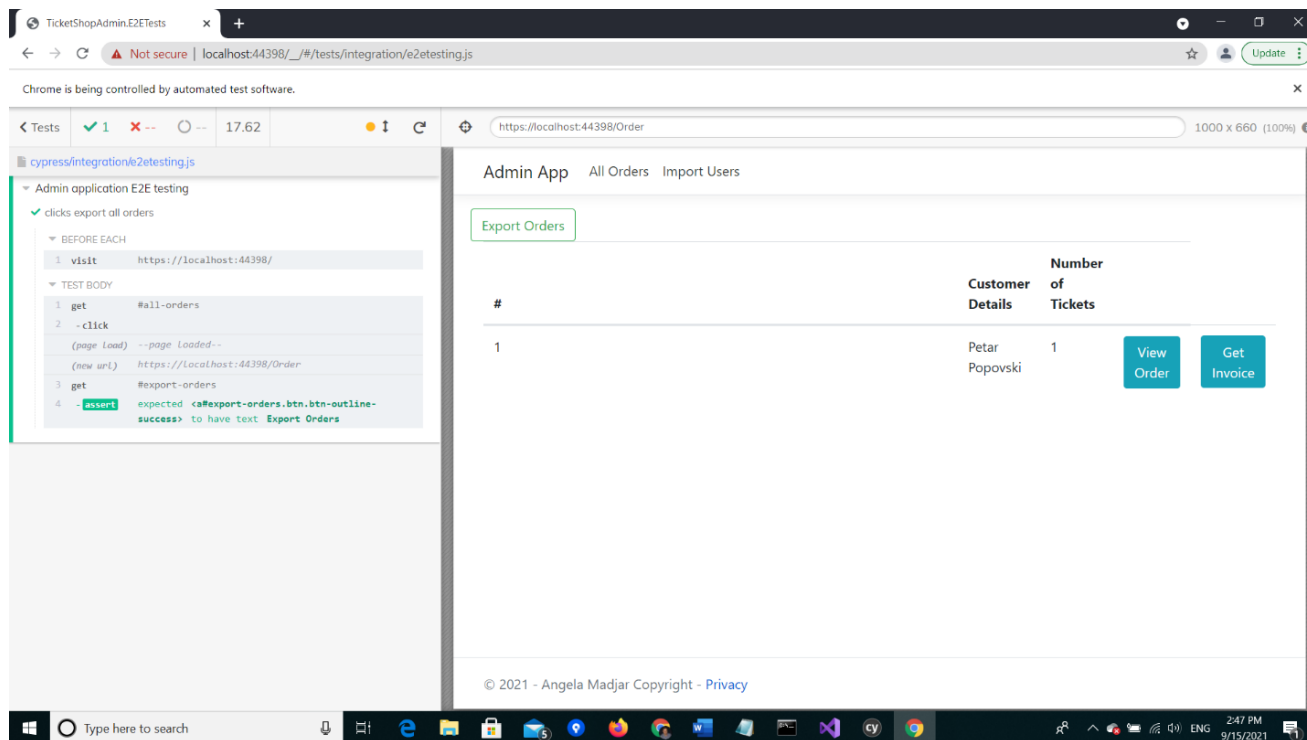 TicketShopAdmin.E2ETests
Not secure | localhost:44398/__/#/tests/integration/e2etesting.js
Update
Chrome is being controlled by automated test software.
Tests 1 -- -- 17.62
https://localhost:44398/Order
1000 x 660 (100%)
cypress/integration/e2etesting.js
Admin application E2E testing
clicks export all orders
BEFORE EACH
1 visit https://localhost:44398/
TEST BODY
1 get #all-orders
2 -click
(page load) --page loaded--
(new url) https://localhost:44398/Order
3 get #export-orders
4 -assert expected <a#export-orders.btn.btn-outline-
success> to have text Export Orders
Admin App All Orders Import Users
Export Orders
# Customer Details Number of Tickets
1 Petar Popovski 1 View Order Get Invoice
© 2021 - Angela Madjar Copyright - Privacy
Type here to search
5
W
cy
ENG
2:47 PM
9/15/2021